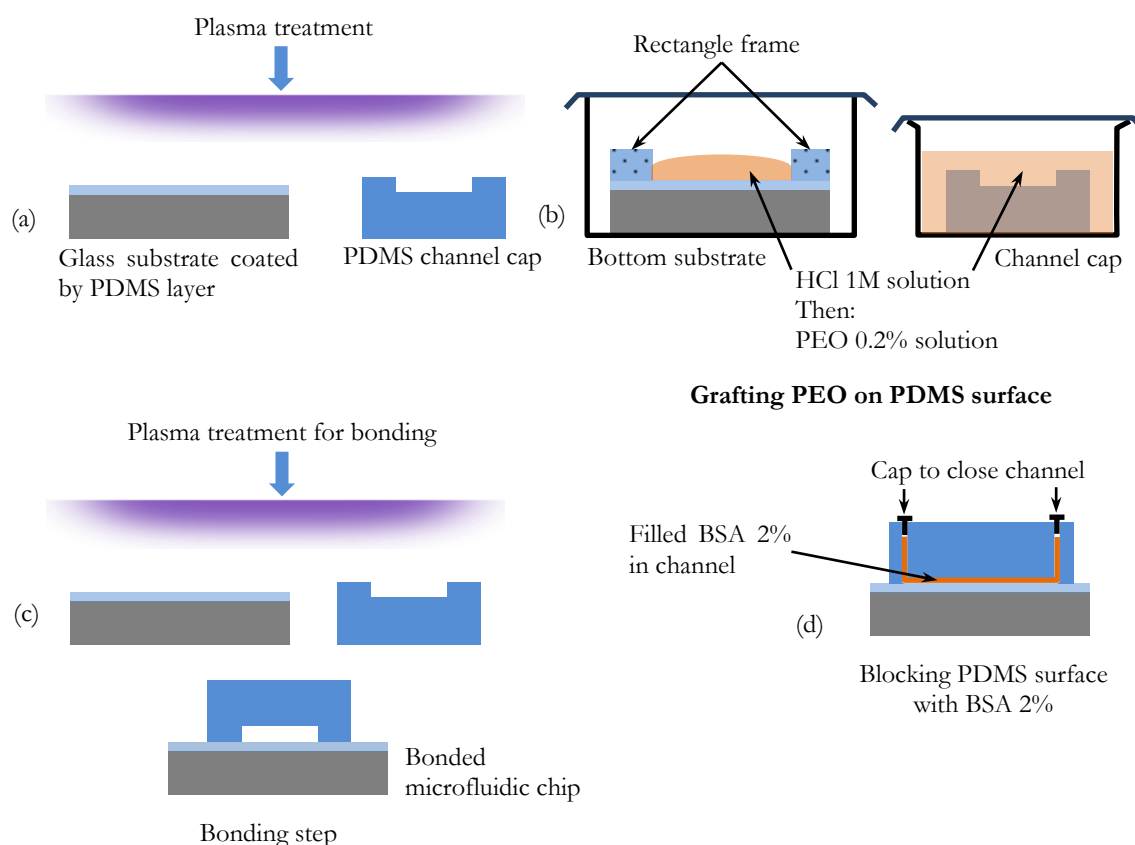 Plasma treatment
(a)
Glass substrate coated
by PDMS layer
PDMS channel cap
Rectangle frame
(b)
Bottom substrate
HCl 1M solution
Then:
PEO 0.2% solution
Channel cap
Grafting PEO on PDMS surface
Plasma treatment for bonding
(c)
Bonded
microfluidic chip
Bonding step
Cap to close channel
Filled BSA 2%
in channel
(d)
Blocking PDMS surface
with BSA 2%